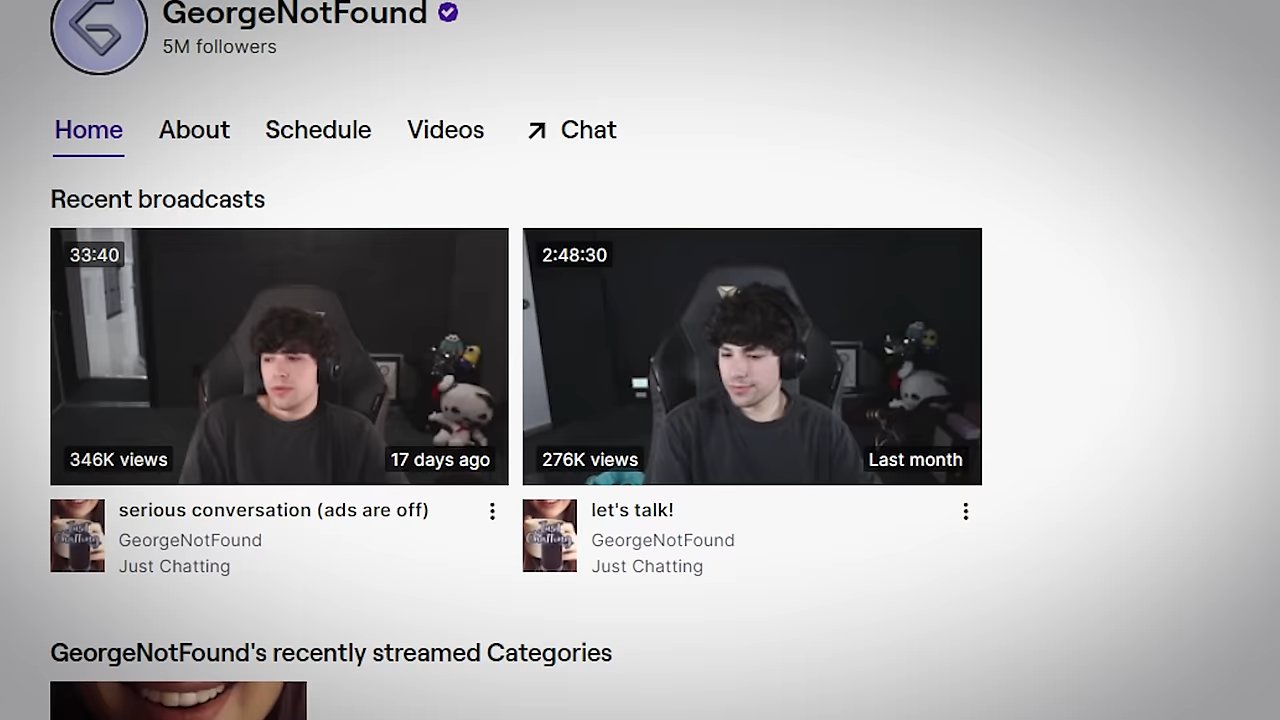 GeorgeNotFound
5M followers
Home About Schedule Videos Chat
Recent broadcasts
33:40
2:48:30
346K views
17 days ago
276K views
Last month
serious conversation (ads are off)
GeorgeNotFound
Just Chatting
let's talk!
GeorgeNotFound
Just Chatting
GeorgeNotFound's recently streamed Categories